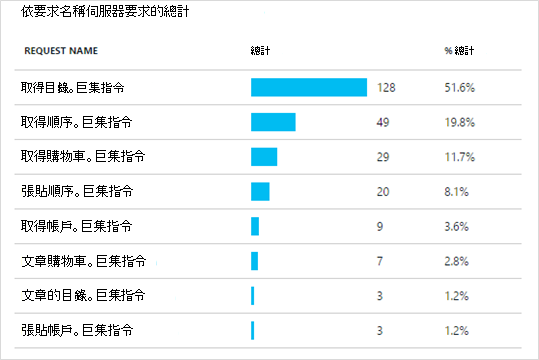 依要求名稱伺服器要求的總計
REQUEST NAME 總計 % 總計
取得目錄。巨集指令 128 51.6%
取得順序。巨集指令 49 19.8%
取得購物車。巨集指令 29 11.7%
張貼順序。巨集指令 20 8.1%
取得帳戶。巨集指令 9 3.6%
文章購物車。巨集指令 7 2.8%
文章的目錄。巨集指令 3 1.2%
張貼帳戶。巨集指令 3 1.2%